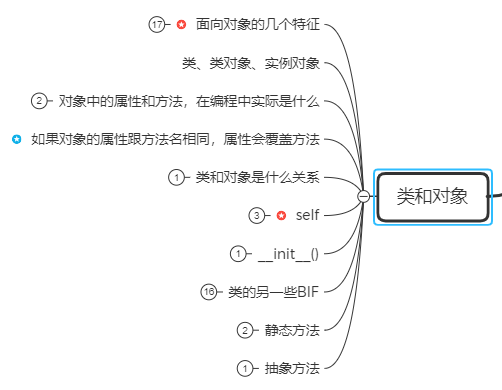 17 面向对象的几个特征
类、类对象、实例对象
2 对象中的属性和方法，在编程中实际是什么
如果对象的属性跟方法名相同，属性会覆盖方法
1 类和对象是什么关系
类和对象
3 self
1 __init__()
16 类的另一些BIF
2 静态方法
1 抽象方法